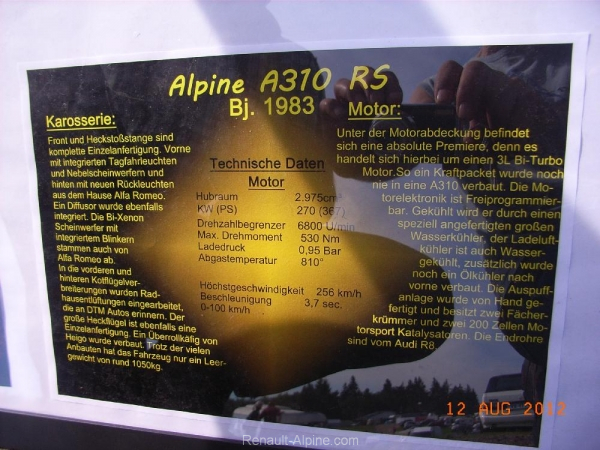 Alpine A310 RS
Bj. 1983
Karosserie:
Front und Heckstoßstange sind
komplette Einzelanfertigung. Vorne
mit integrierten Tagfahrleuchten
und Nebelscheinwerfern und
hinten mit neuen Rückleuchten
aus dem Hause Alfa Romeo.
Ein Diffusor wurde ebenfalls
integriert. Die Bi-Xenon
Scheinwerfer mit
integriertem Blinkern
stammen auch von
Alfa Romeo ab.
In die vorderen und
hinteren Kotflügelver-
breiterungen wurden Rad-
hausentlüftungen eingearbeitet,
die an DTM Autos erinnern. Der
große Heckflügel ist ebenfalls eine
Einzelanfertigung. Ein Überrollkäfig von
Heigo wurde verbaut. Trotz der vielen
Anbauten hat das Fahrzeug nur ein Leer-
gewicht von rund 1050kg.
Technische Daten
Motor
Hubraum 2.975cm³
KW (PS) 270 (367)
Drehzahlbegrenzer 6800 U/min
Max. Drehmoment 530 Nm
Ladedruck 0,95 Bar
Abgastemperatur 810°
Höchstgeschwindigkeit 256 km/h
Beschleunigung 3,7 sec.
0-100 km/h
Motor:
Unter der Motorabdeckung befindet
sich eine absolute Premiere, denn es
handelt sich hierbei um einen 3L Bi-Turbo
Motor.So ein Kraftpacket wurde noch
nie in eine A310 verbaut. Die Mo-
torelektronik ist Freiprogrammier-
bar. Gekühlt wird er durch einen
speziell angefertigten großen
Wasserkühler, der Ladeluft-
kühler ist auch Wasser-
gekühlt, zusätzlich wurde
noch ein Ölkühler nach
vorne verbaut. Die Auspuff-
anlage wurde von Hand ge-
fertigt und besitzt zwei Fächer-
krümmer und zwei 200 Zellen Mo-
torsport Katalysatoren. Die Endrohre
sind vom Audi R8
12 AUG 2012
Renault-Alpine.com